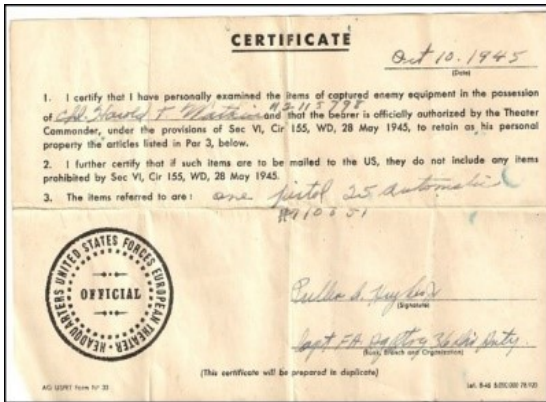 CERTIFICATE
Oct 10. 1945
(Date)
1. I certify that I have personally examined the items of captured enemy equipment in the possession
of Cpl. Harold F and that the bearer is officially authorized by the Theater
Commander, under the provisions of Sec VI, Cir 155, WD, 28 May 1945, to retain as his personal
property the articles listed in Par 3, below.
2. I further certify that if such items are to be mailed to the US, they do not include any items
prohibited by Sec VI, Cir 155, WD, 28 May 1945.
3. The items referred to are: one pistol 25 automatic
HEADQUARTERS UNITED STATES FORCES EUROPEAN THEATER
OFFICIAL
(Signature)
Capt. FA
(Rank, Branch and Organization)
(This certificate will be prepared in duplicate)
AG USFET Form No 33